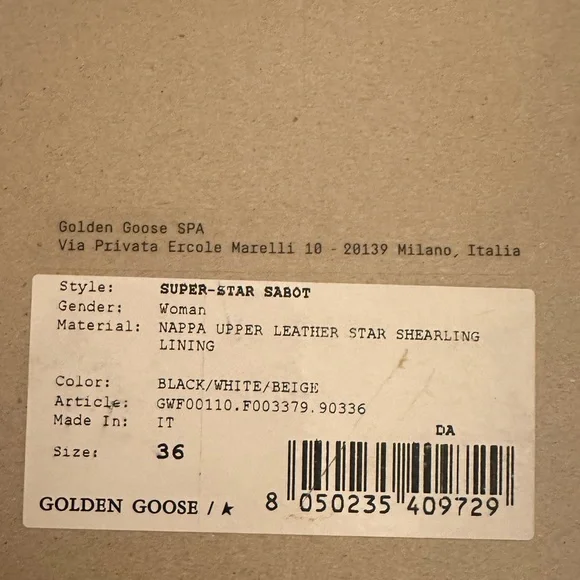 Golden Goose SPA
Via Privata Ercole Marelli 10 - 20139 Milano, Italia
Style: SUPER-STAR SABOT
Gender: Woman
Material: NAPPA UPPER LEATHER STAR SHEARLING
LINING
Color: BLACK/WHITE/BEIGE
Article: GWF00110.F003379.90336
Made In: IT
DA
Size: 36
GOLDEN GOOSE / ★
8 050235 409729